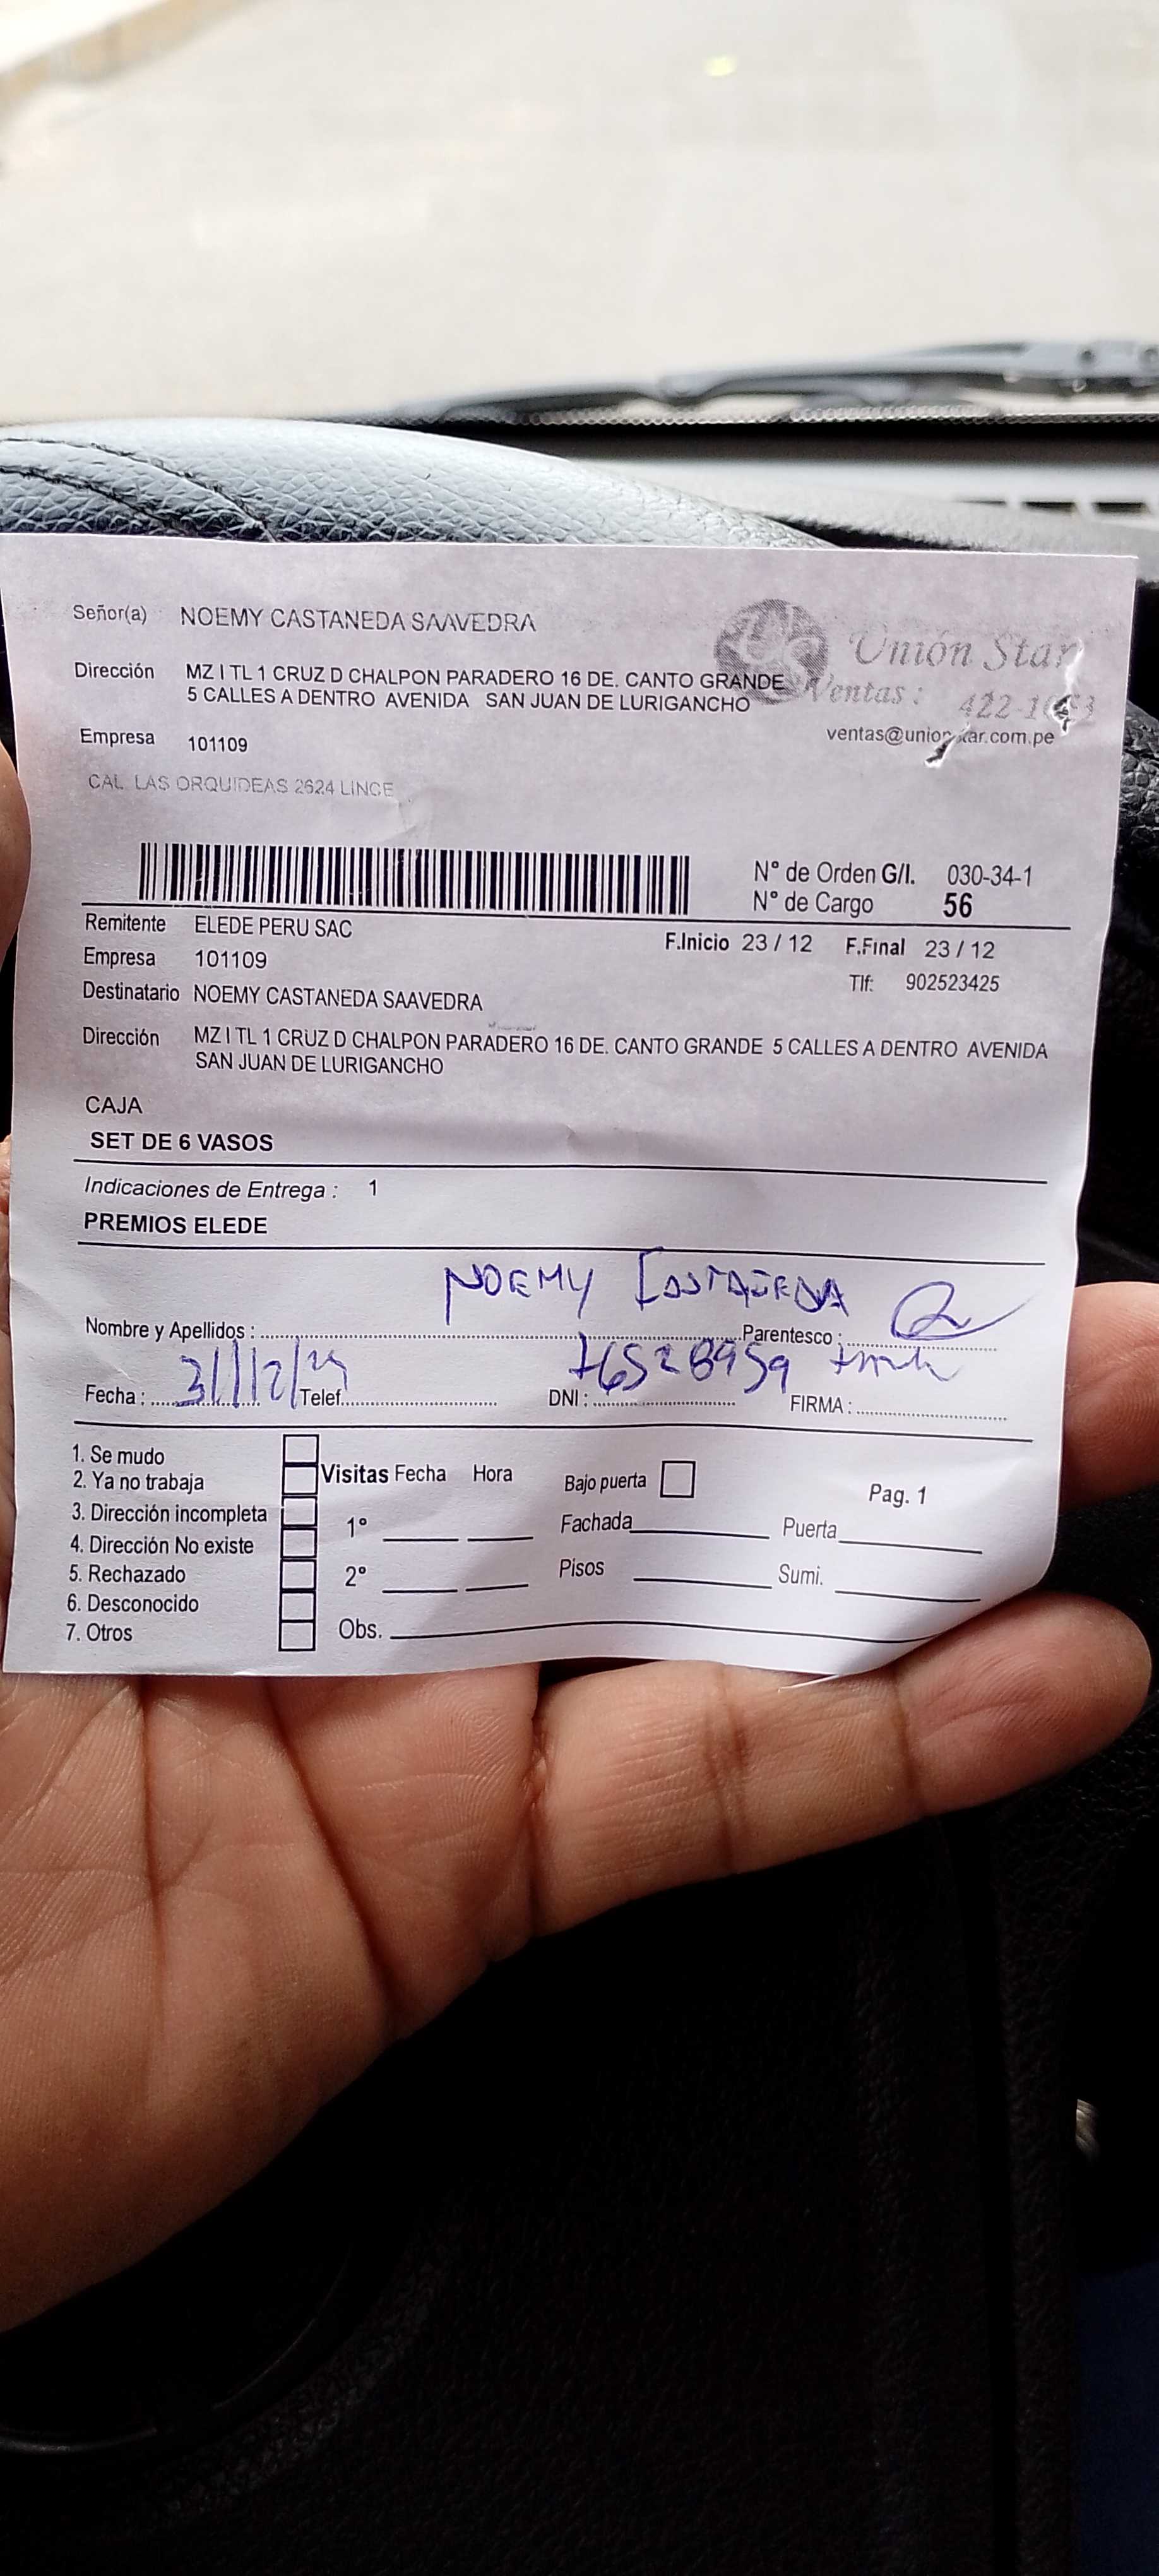 Señor(a) NOEMY CASTANEDA SAAVEDRA
Unión Star
Dirección MZ I TL 1 CRUZ D CHALPON PARADERO 16 DE. CANTO GRANDE
5 CALLES A DENTRO AVENIDA SAN JUAN DE LURIGANCHO
Ventas :
Empresa 101109
CAL. LAS ORQUIDEAS 2624 LINCE
N° de Orden G/I. 030-34-1
N° de Cargo 56
Remitente ELEDE PERU SAC
F.Inicio 23 / 12 F.Final 23 / 12
Empresa 101109
Tlf: 902523425
Destinatario NOEMY CASTANEDA SAAVEDRA
Dirección MZ I TL 1 CRUZ D CHALPON PARADERO 16 DE. CANTO GRANDE 5 CALLES A DENTRO AVENIDA
SAN JUAN DE LURIGANCHO
CAJA
SET DE 6 VASOS
Indicaciones de Entrega : 1
PREMIOS ELEDE
Nombre y Apellidos : NOEMY CASTAÑEDA Parentesco :
Fecha : 31/12/24 Telef. DNI : 76528959 FIRMA :
1. Se mudo
2. Ya no trabaja
3. Dirección incompleta
4. Dirección No existe
5. Rechazado
6. Desconocido
7. Otros
Visitas Fecha Hora
1°
2°
Obs.
Bajo puerta
Fachada Puerta
Pisos Sumi.
Pag. 1